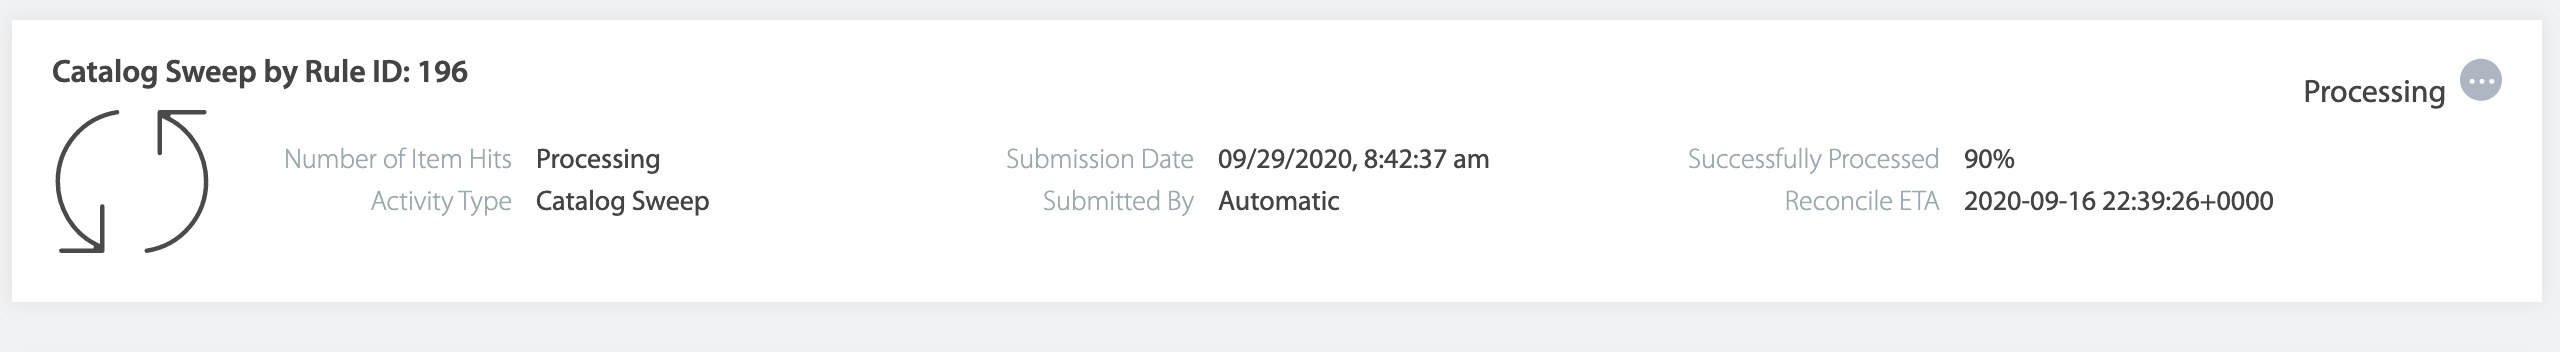 Catalog Sweep by Rule ID: 196
Processing
Number of Item Hits Processing
Activity Type Catalog Sweep
Submission Date 09/29/2020, 8:42:37 am
Submitted By Automatic
Successfully Processed 90%
Reconcile ETA 2020-09-16 22:39:26+0000